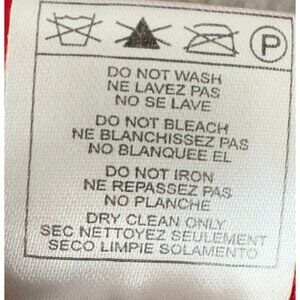 P
DO NOT WASH
NE LAVEZ PAS
NO SE LAVE
DO NOT BLEACH
NE BLANCHISSEZ PAS
NO BLANQUEE EL
DO NOT IRON
NE REPASSEZ PAS
NO PLANCHE
DRY CLEAN ONLY
SEC NETTOYEZ SEULEMENT
SECO LIMPIE SOLAMENTO